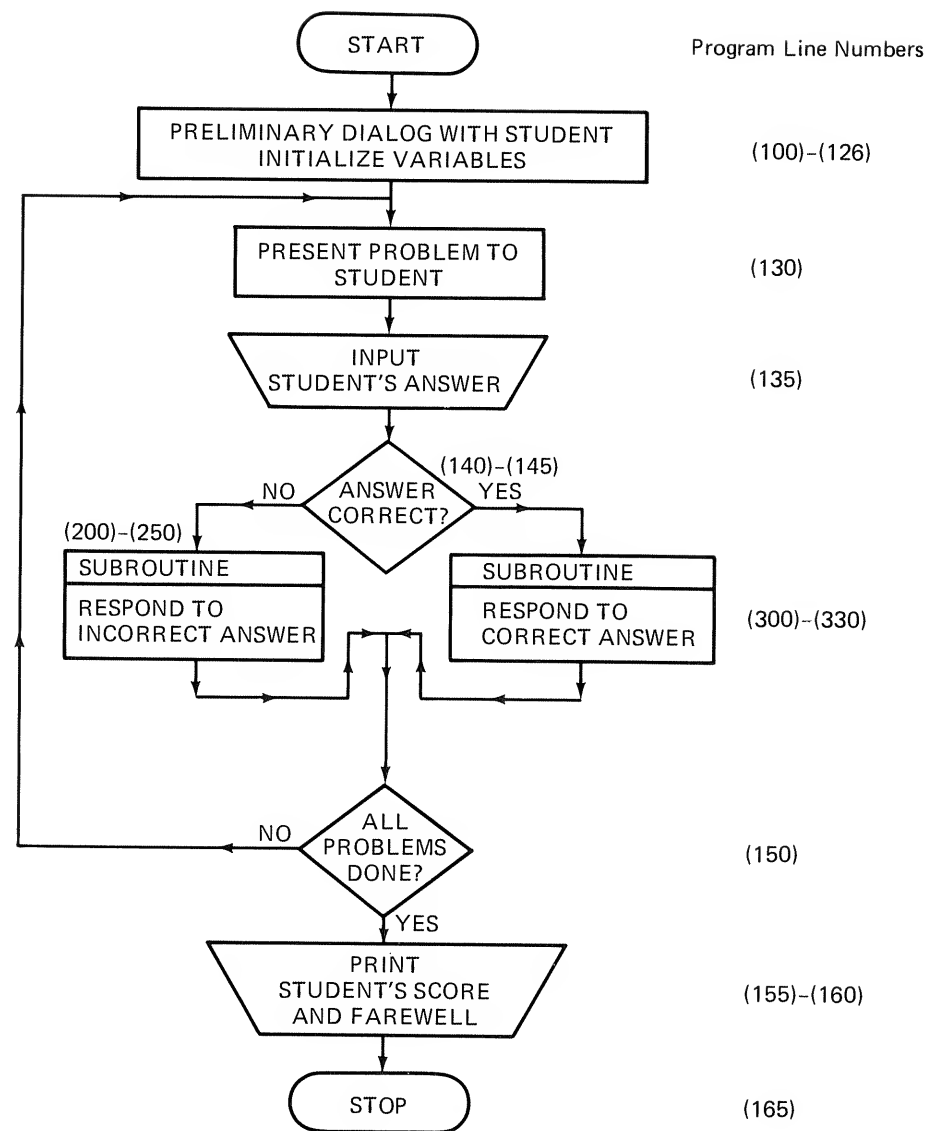 START
Program Line Numbers
PRELIMINARY DIALOG WITH STUDENT
INITIALIZE VARIABLES
(100)–(126)
PRESENT PROBLEM TO
STUDENT
(130)
INPUT
STUDENT'S ANSWER
(135)
(140)–(145)
NO
ANSWER
CORRECT?
YES
(200)–(250)
SUBROUTINE
RESPOND TO
INCORRECT ANSWER
SUBROUTINE
RESPOND TO
CORRECT ANSWER
(300)–(330)
NO
ALL
PROBLEMS
DONE?
(150)
YES
PRINT
STUDENT'S SCORE
AND FAREWELL
(155)–(160)
STOP
(165)